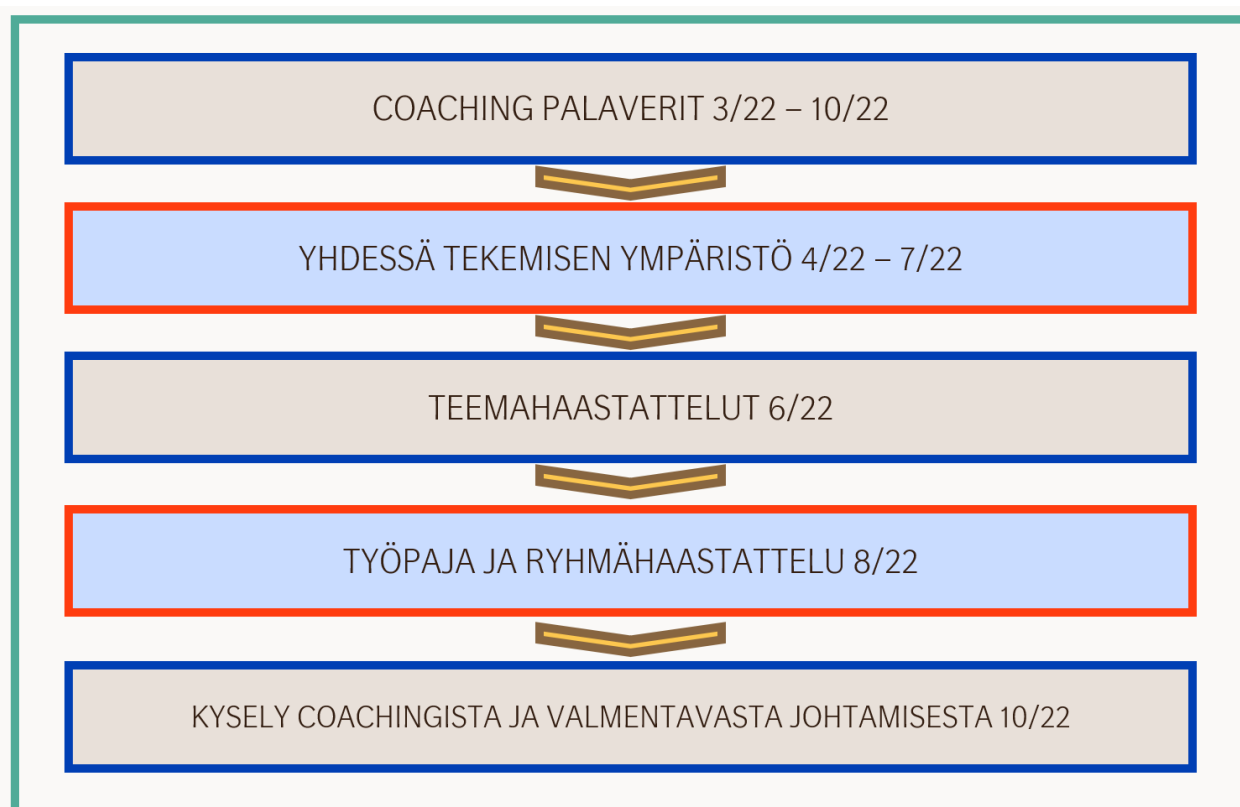 COACHING PALAVERIT 3/22 – 10/22
YHDESSÄ TEKEMISEN YMPÄRISTÖ 4/22 – 7/22
TEEMAHAASTATTELUT 6/22
TYÖPAJA JA RYHMÄHAASTATTELU 8/22
KYSELY COACHINGISTA JA VALMENTAVASTA JOHTAMISESTA 10/22